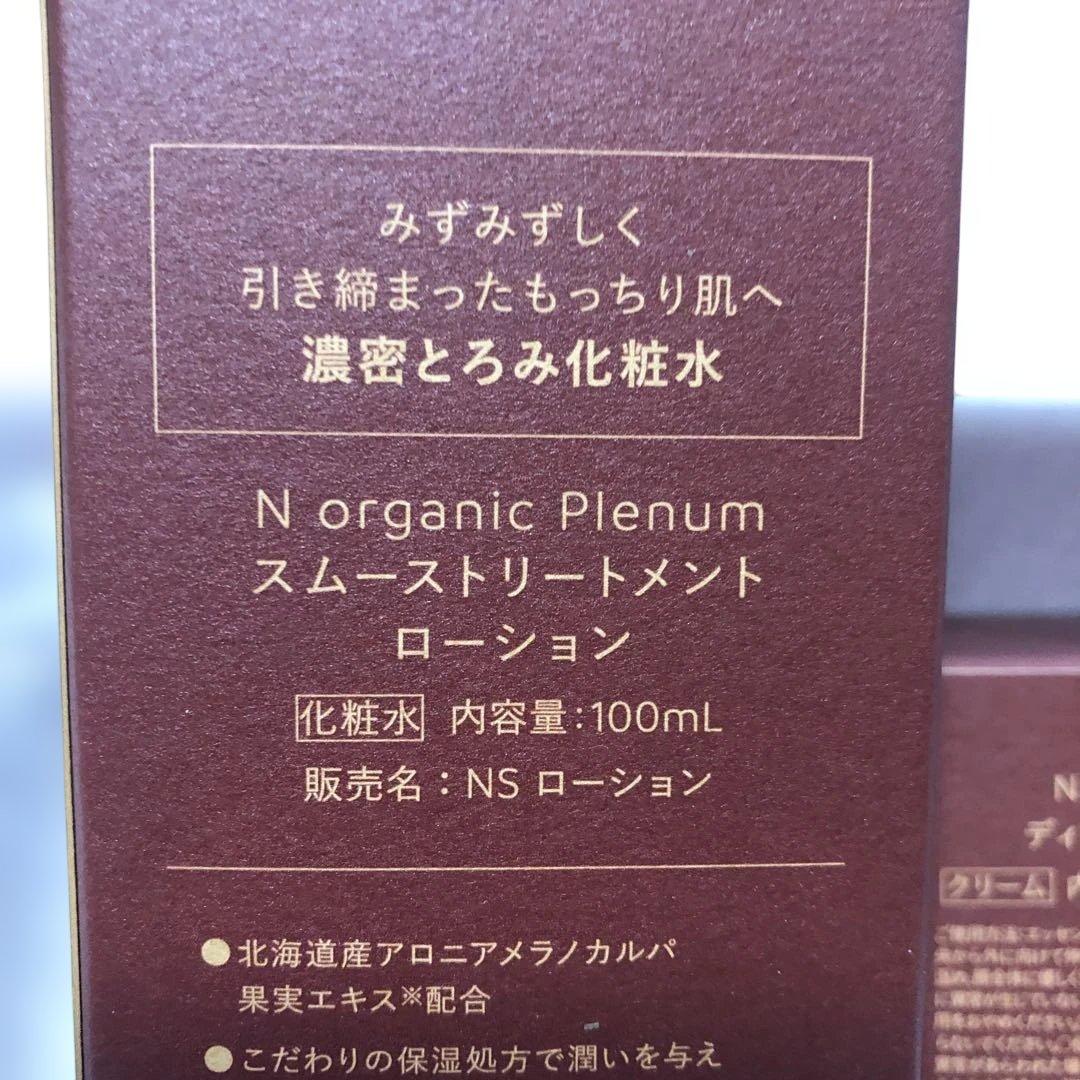 みずみずしく
引き締まったもっちり肌へ
濃密とろみ化粧水
N organic Plenum
スムーストリートメント
ローション
化粧水 内容量:100mL
販売名：NS ローション
●北海道産アロニアメラノカルパ
果実エキス※配合
●こだわりの保湿処方で潤いを与え
N
ディ
クリーム 内